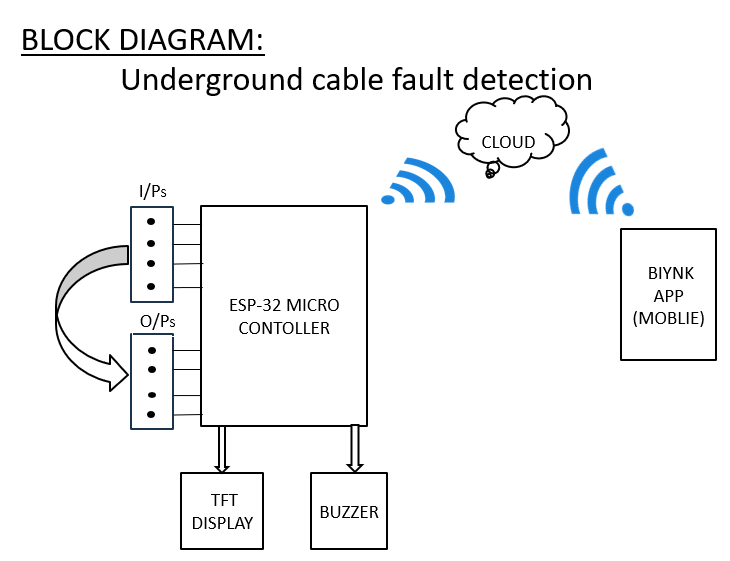 BLOCK DIAGRAM:
Underground cable fault detection
CLOUD
I/Ps
BIYNK
APP
(MOBLIE)
ESP-32 MICRO
CONTOLLER
O/Ps
TFT
DISPLAY
BUZZER